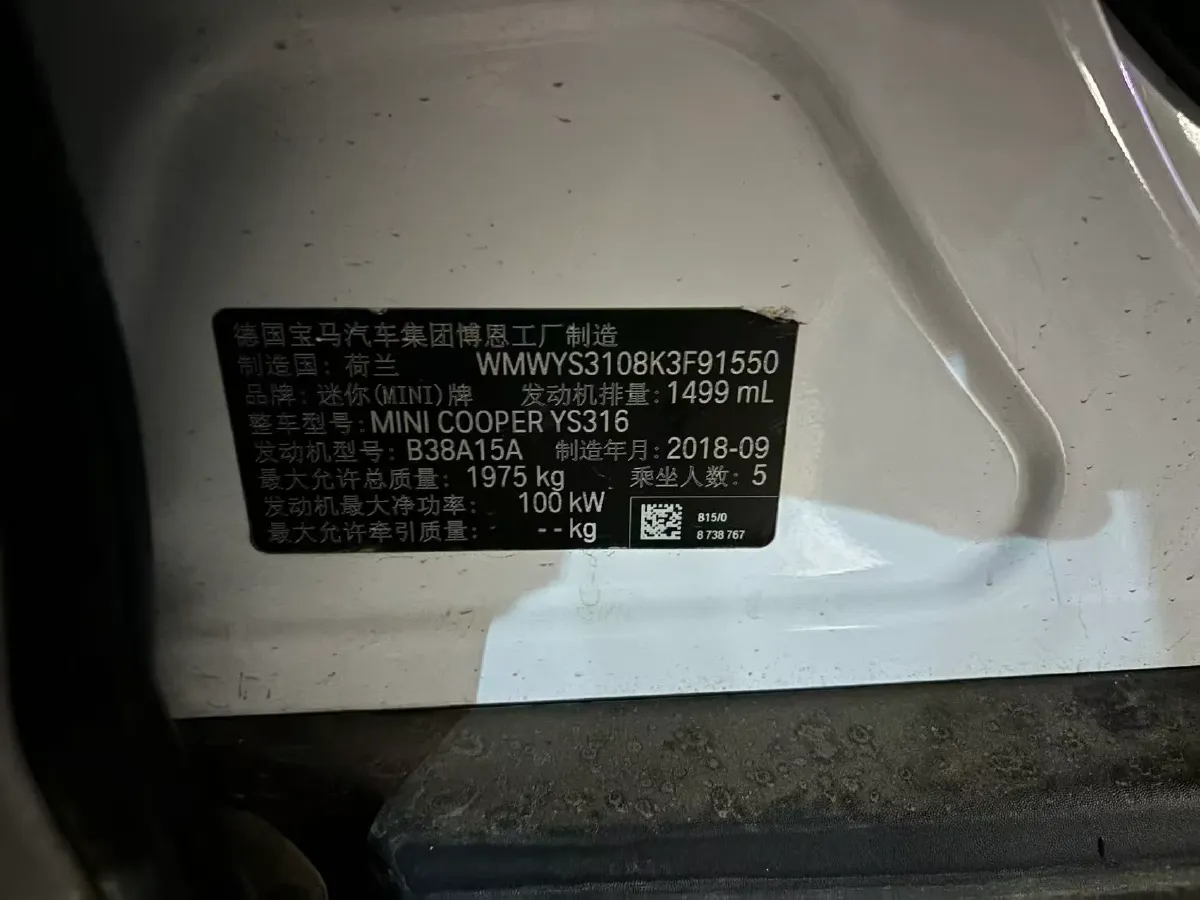 德国宝马汽车集团博恩工厂制造
制造国：荷兰 WMWYS3108K3F91550
品牌：迷你(MINI)牌 发动机排量：1499 mL
整车型号：MINI COOPER YS316
发动机型号：B38A15A 制造年月：2018-09
最大允许总质量：1975 kg 乘坐人数：5
发动机最大净功率：100 kW
最大允许牵引质量：--kg
B15/0
8 738 767